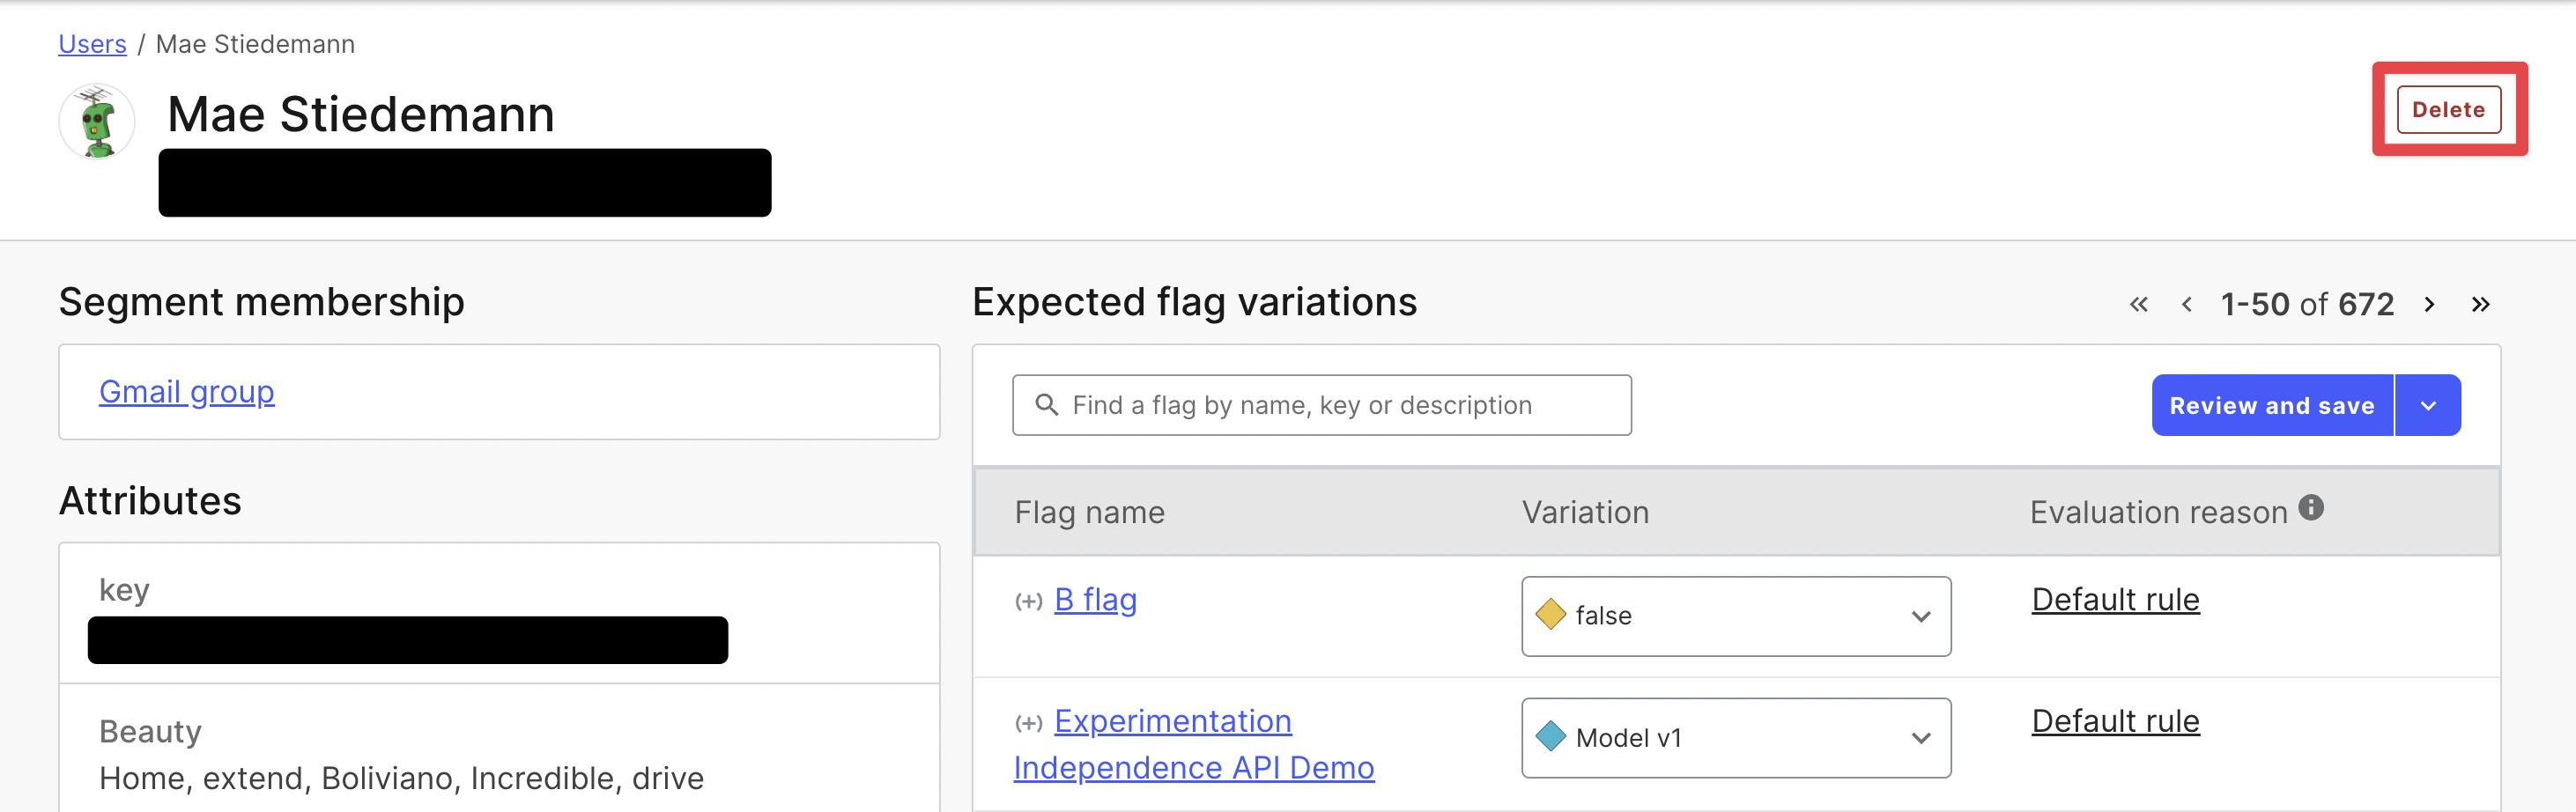 Users / Mae Stiedemann
Mae Stiedemann
Delete
Segment membership
Gmail group
Attributes
key
Beauty
Home, extend, Boliviano, Incredible, drive
Expected flag variations
« ‹ 1-50 of 672 › »
Find a flag by name, key or description
Review and save
Flag name Variation Evaluation reason
(+) B flag false Default rule
(+) Experimentation Model v1 Default rule
Independence API Demo